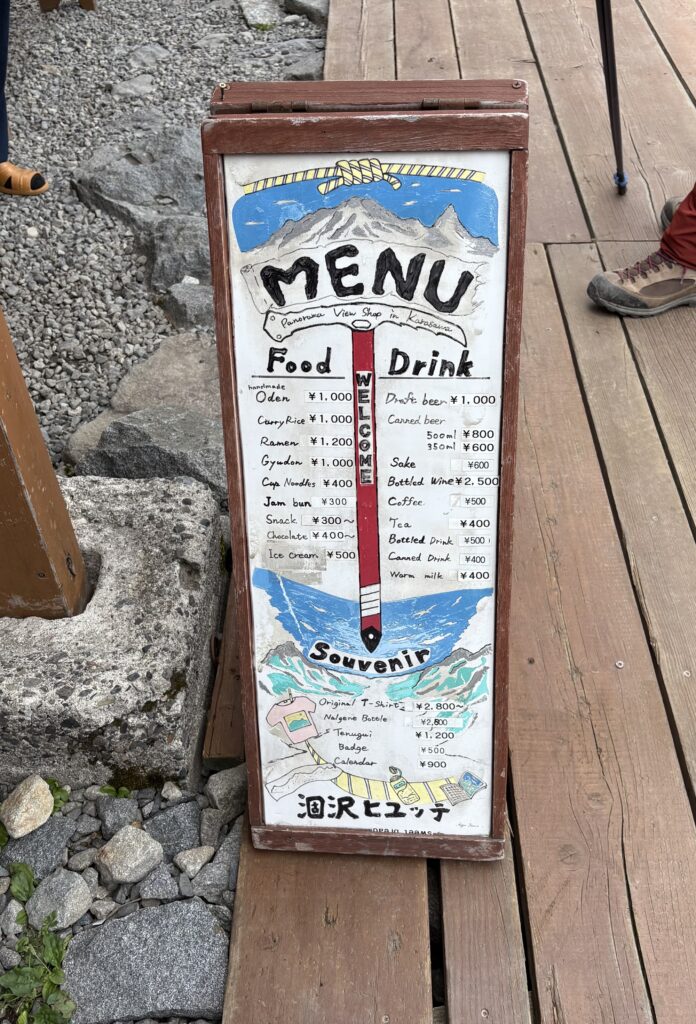 MENU
Panorama View Shop in Karasawa
WELCOME
Food
handmade
Oden ¥1,000
Curry Rice ¥1,000
Ramen ¥1,200
Gyudon ¥1,000
Cup Noodles ¥400
Jam bun ¥300
Snack ¥300～
Chocolate ¥400～
Ice cream ¥500
Drink
Draft beer ¥1,000
Canned beer
500ml ¥800
350ml ¥600
Sake ¥600
Bottled Wine ¥2,500
Coffee ¥500
Tea ¥400
Bottled Drink ¥500
Canned Drink ¥400
Warm milk ¥400
Souvenir
Original T-Shirts ¥2,800～
Nalgene Bottle ¥2,800
Tenugui ¥1,200
Badge ¥500
Calendar ¥900
涸沢ヒュッテ